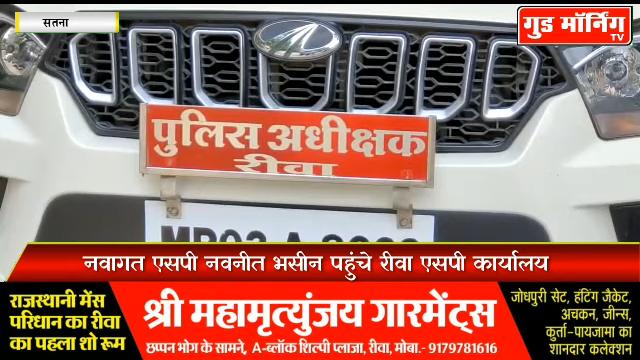 सतना
गुड मॉर्निंग
TV
पुलिस अधीक्षक
रीवा
नवागत एसपी नवनीत भसीन पहुंचे रीवा एसपी कार्यालय
राजस्थानी मेंस
परिधान का रीवा
का पहला शो रूम
श्री महामृत्युंजय गारमेंट्स
छप्पन भोग के सामने, A-ब्लॉक शिल्पी प्लाजा, रीवा, मोबा.- 9179781616
जोधपुरी सेट, हंटिंग जैकेट,
अचकन, जीन्स,
कुर्ता-पायजामा का
शानदार कलेक्शन